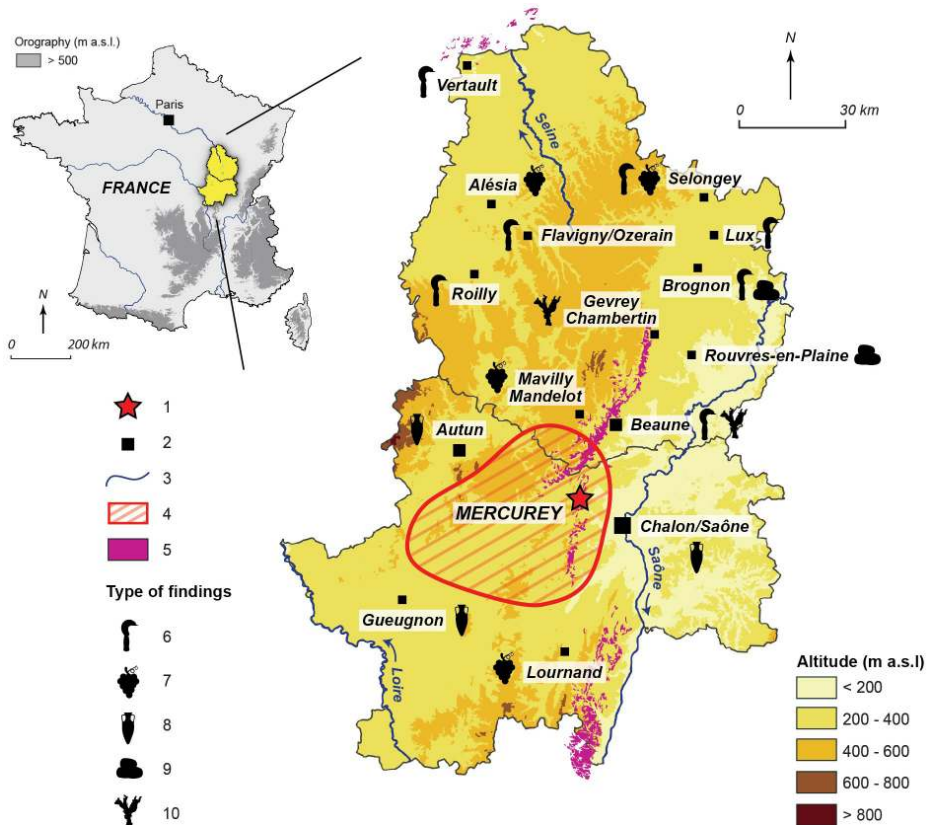 Orography (m a.s.l.)
> 500
Paris
FRANCE
N
0 200 km
N
0 30 km
Vertault
Seine
Alésia
Selongey
Flavigny/Ozerain
Lux
Roilly
Brognon
Gevrey
Chambertin
Rouvres-en-Plaine
Mavilly
Mandelot
Beaune
Autun
MERCUREY
Chalon/Saône
Saône
Gueugnon
Loire
Lournand
1
2
3
4
5
Type of findings
6
7
8
9
10
Altitude (m a.s.l)
< 200
200 - 400
400 - 600
600 - 800
> 800